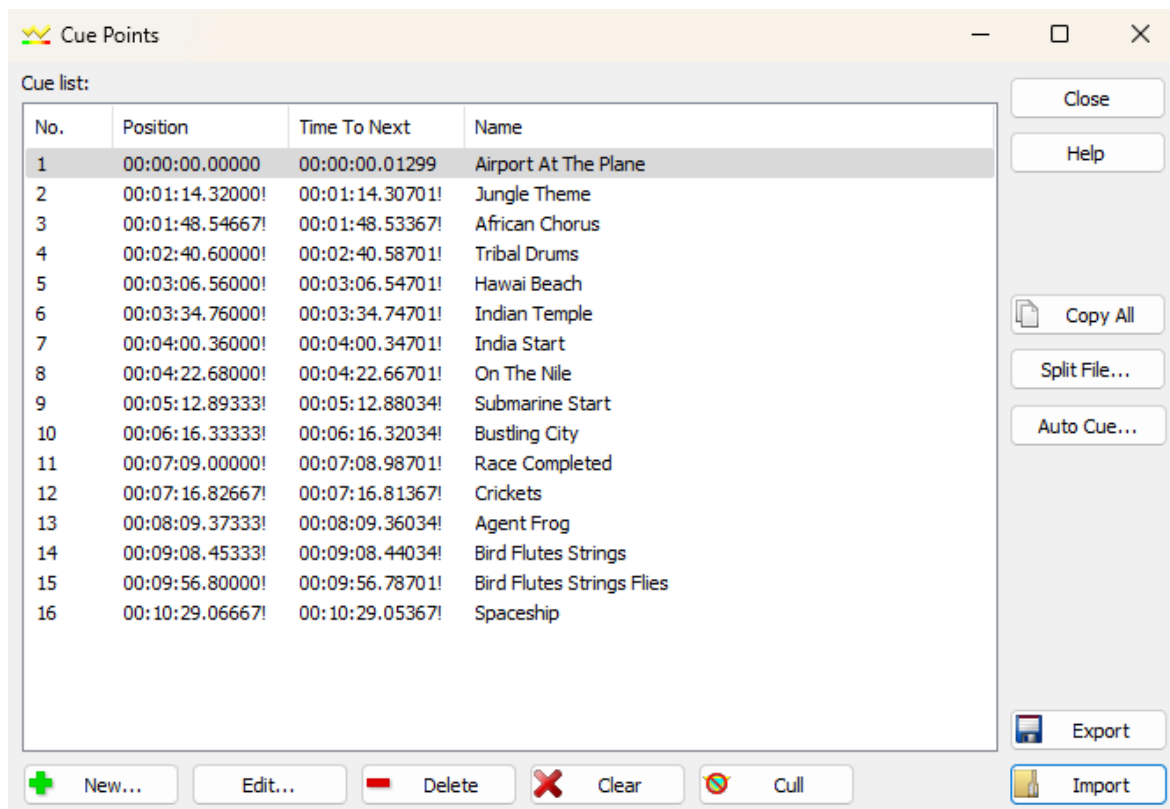 Cue Points
Cue list:
Close
No. Position Time To Next Name
Help
1 00:00:00.00000 00:00:00.01299 Airport At The Plane
2 00:01:14.32000! 00:01:14.30701! Jungle Theme
3 00:01:48.54667! 00:01:48.53367! African Chorus
4 00:02:40.60000! 00:02:40.58701! Tribal Drums
5 00:03:06.56000! 00:03:06.54701! Hawai Beach
6 00:03:34.76000! 00:03:34.74701! Indian Temple
Copy All
7 00:04:00.36000! 00:04:00.34701! India Start
8 00:04:22.68000! 00:04:22.66701! On The Nile
Split File...
9 00:05:12.89333! 00:05:12.88034! Submarine Start
10 00:06:16.33333! 00:06:16.32034! Bustling City
Auto Cue...
11 00:07:09.00000! 00:07:08.98701! Race Completed
12 00:07:16.82667! 00:07:16.81367! Crickets
13 00:08:09.37333! 00:08:09.36034! Agent Frog
14 00:09:08.45333! 00:09:08.44034! Bird Flutes Strings
15 00:09:56.80000! 00:09:56.78701! Bird Flutes Strings Flies
16 00:10:29.06667! 00:10:29.05367! Spaceship
Export
New... Edit... Delete Clear Cull Import